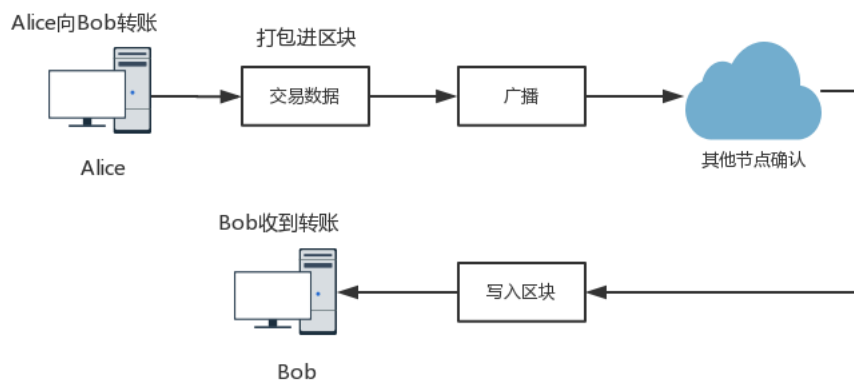 Alice向Bob转账
打包进区块
交易数据
广播
其他节点确认
Alice
Bob收到转账
写入区块
Bob